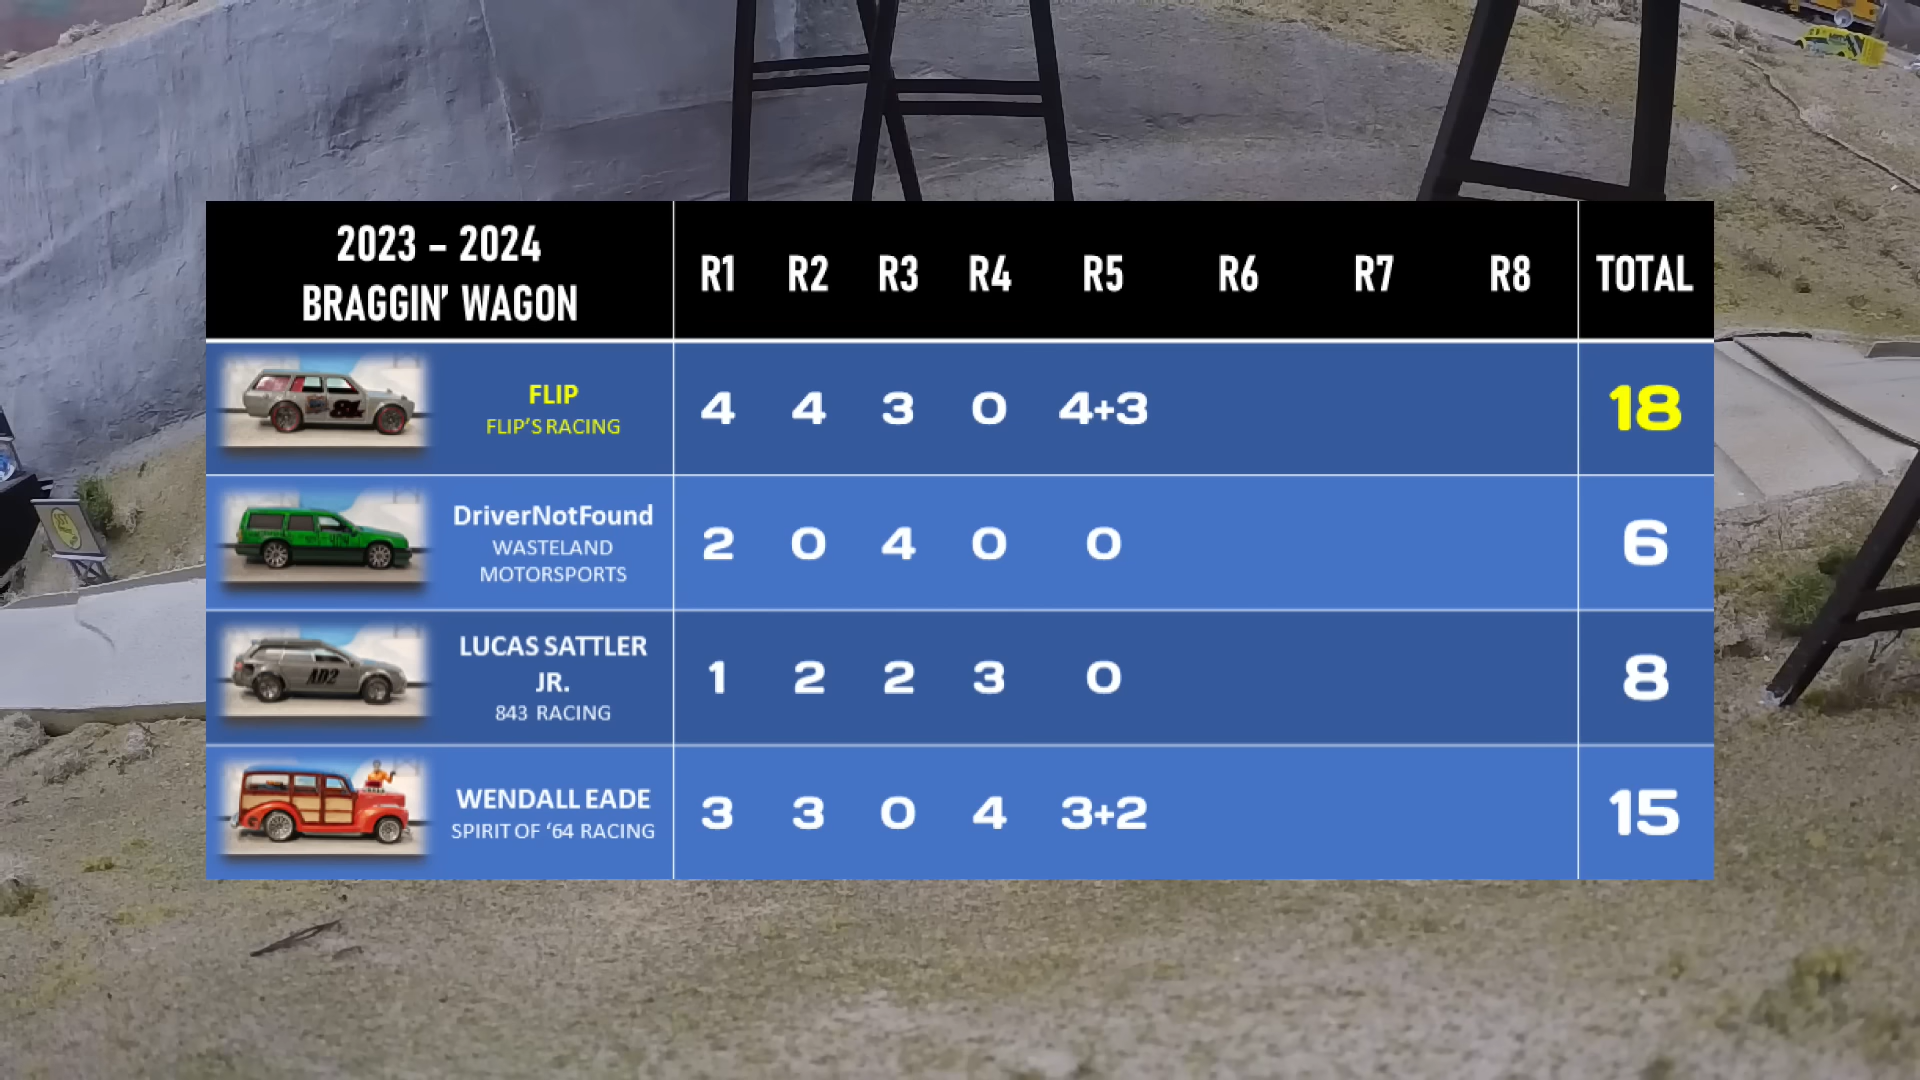 2023 – 2024
BRAGGIN' WAGON
R1 R2 R3 R4 R5 R6 R7 R8 TOTAL
FLIP
FLIP'S RACING
4 4 3 0 4+3 18
DriverNotFound
WASTELAND
MOTORSPORTS
2 0 4 0 0 6
LUCAS SATTLER
JR.
843 RACING
AD2
1 2 2 3 0 8
WENDALL EADE
SPIRIT OF '64 RACING
3 3 0 4 3+2 15